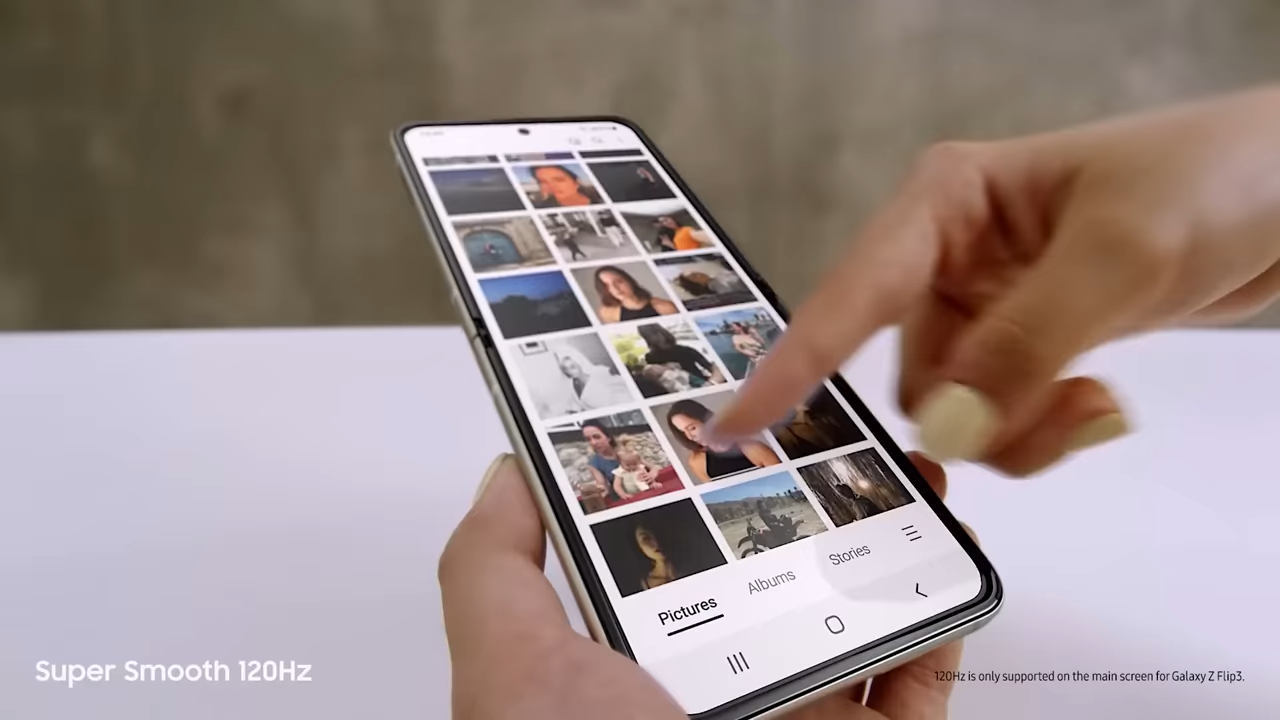 Pictures
Albums
Stories
Super Smooth 120Hz
120Hz is only supported on the main screen for Galaxy Z Flip3.